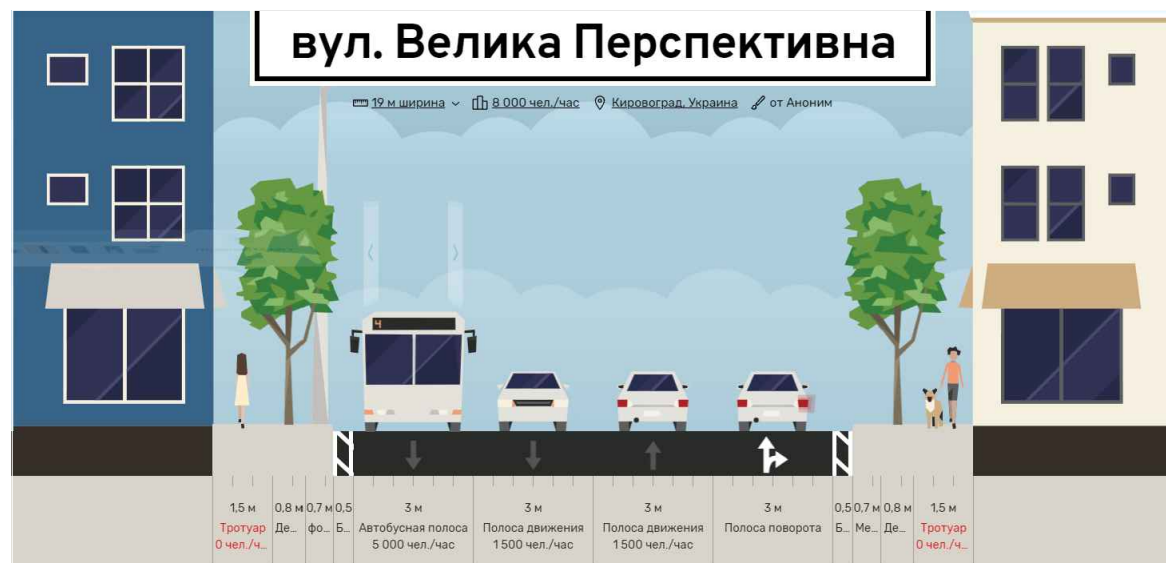 вул. Велика Перспективна
19 м ширина 8 000 чел./час Кировоград, Украина от Аноним
4
1,5 м 0,8 м 0,7 м 0,5 3 м 3 м 3 м 3 м 0,5 0,7 м 0,8 м 1,5 м
Тротуар Де... фо... Б... Автобусная полоса Полоса движения Полоса движения Полоса поворота Б... Ме... Де... Тротуар
0 чел./ч... 5 000 чел./час 1 500 чел./час 1 500 чел./час 0 чел./ч...